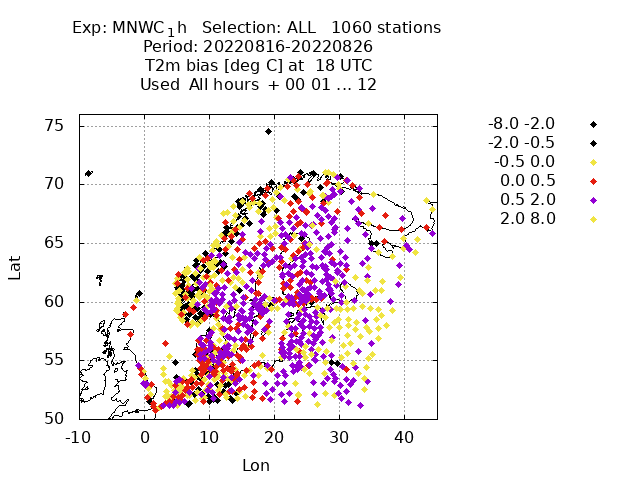 Exp: MNWC_1h   Selection: ALL   1060 stations
Period: 20220816-20220826
T2m bias [deg C] at  18 UTC
Used  All hours  + 00 01 ... 12
-8.0 -2.0
-2.0 -0.5
-0.5 0.0
0.0 0.5
0.5 2.0
2.0 8.0
75
70
65
60
55
50
Lat
-10 0 10 20 30 40
Lon